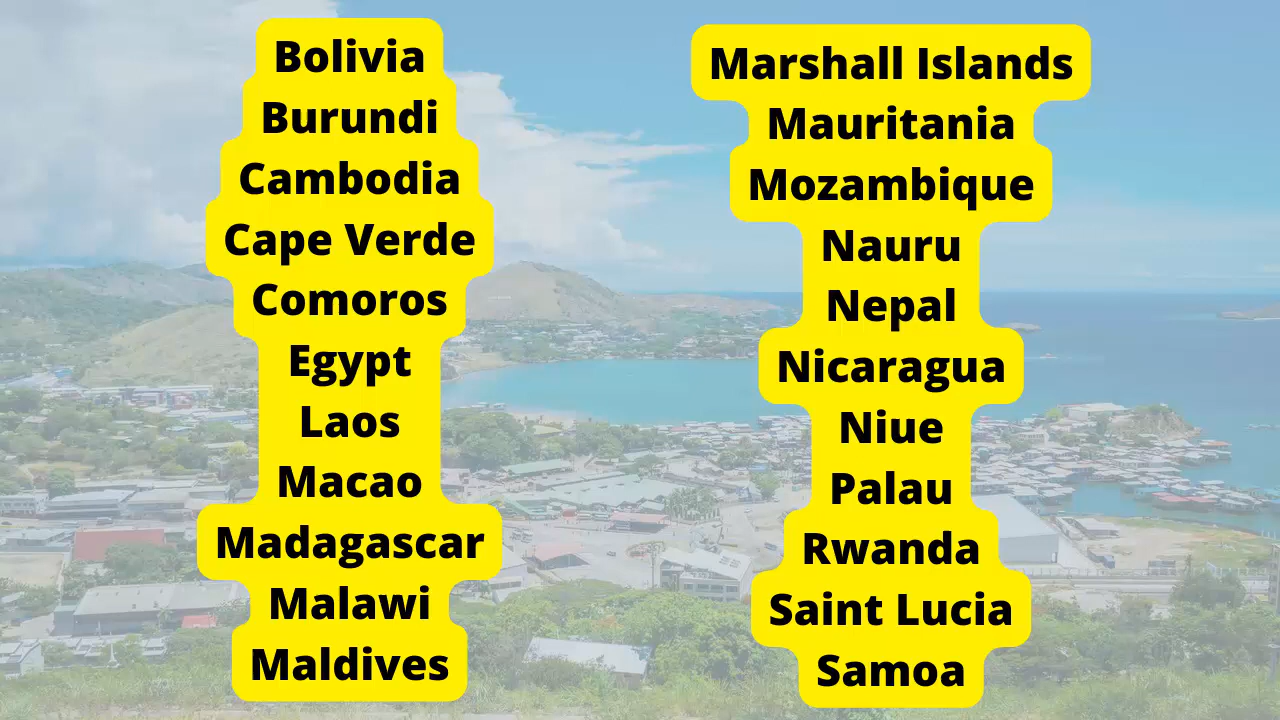 Bolivia
Burundi
Cambodia
Cape Verde
Comoros
Egypt
Laos
Macao
Madagascar
Malawi
Maldives
Marshall Islands
Mauritania
Mozambique
Nauru
Nepal
Nicaragua
Niue
Palau
Rwanda
Saint Lucia
Samoa